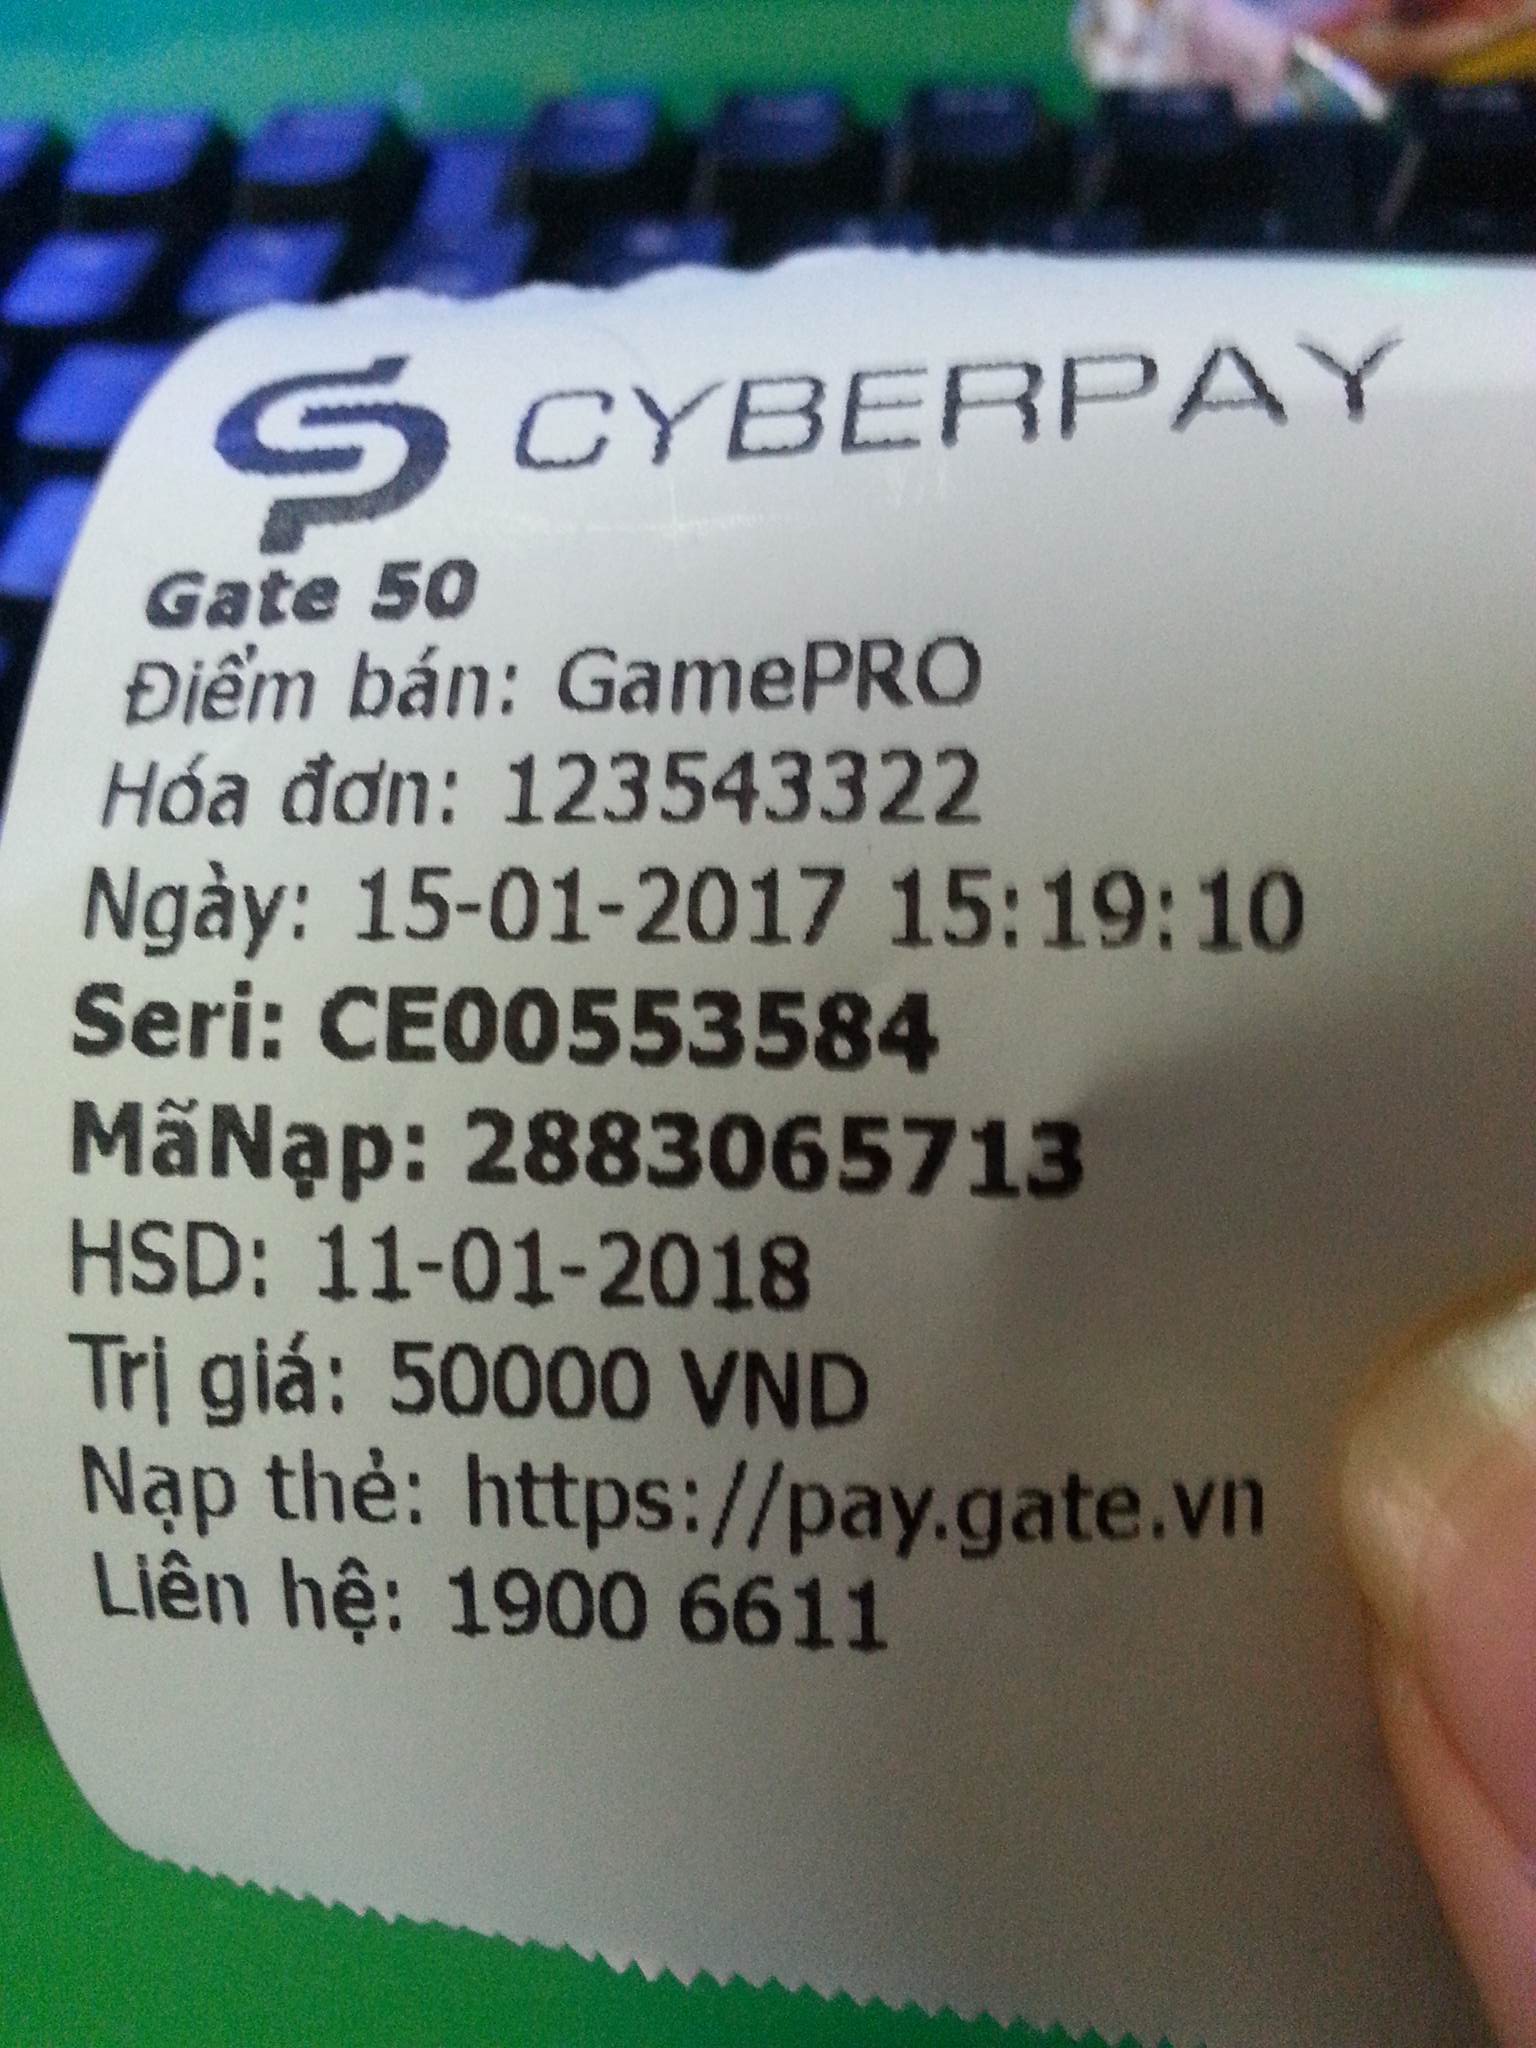 CYBERPAY
Gate 50
Điểm bán: GamePRO
Hóa đơn: 123543322
Ngày: 15-01-2017 15:19:10
Seri: CE00553584
MãNạp: 2883065713
HSD: 11-01-2018
Trị giá: 50000 VND
Nạp thẻ: https://pay.gate.vn
Liên hệ: 1900 6611